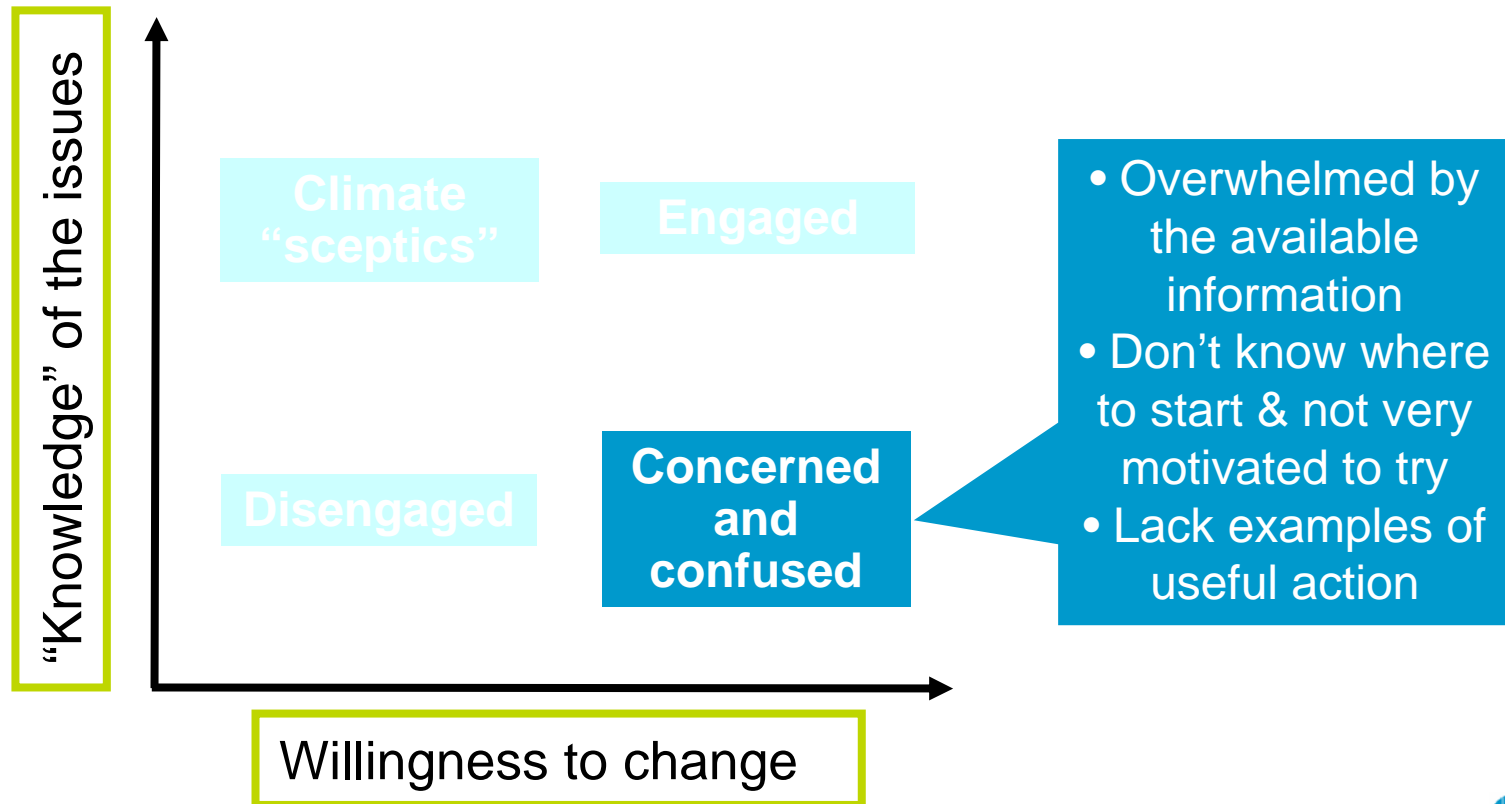 “Knowledge” of the issues
Climate
“sceptics”
Engaged
Disengaged
Concerned
and
confused
• Overwhelmed by
the available
information
• Don’t know where
to start & not very
motivated to try
• Lack examples of
useful action
Willingness to change